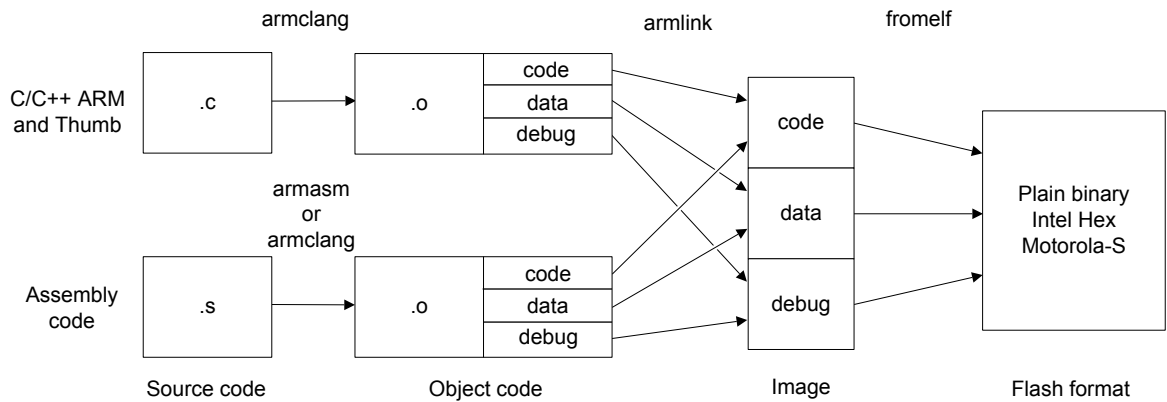 armclang
armlink
fromelf
C/C++ ARM
and Thumb
.c
.o
code
data
debug
armasm
or
armclang
Assembly
code
.s
.o
code
data
debug
code
data
debug
Plain binary
Intel Hex
Motorola-S
Source code
Object code
Image
Flash format